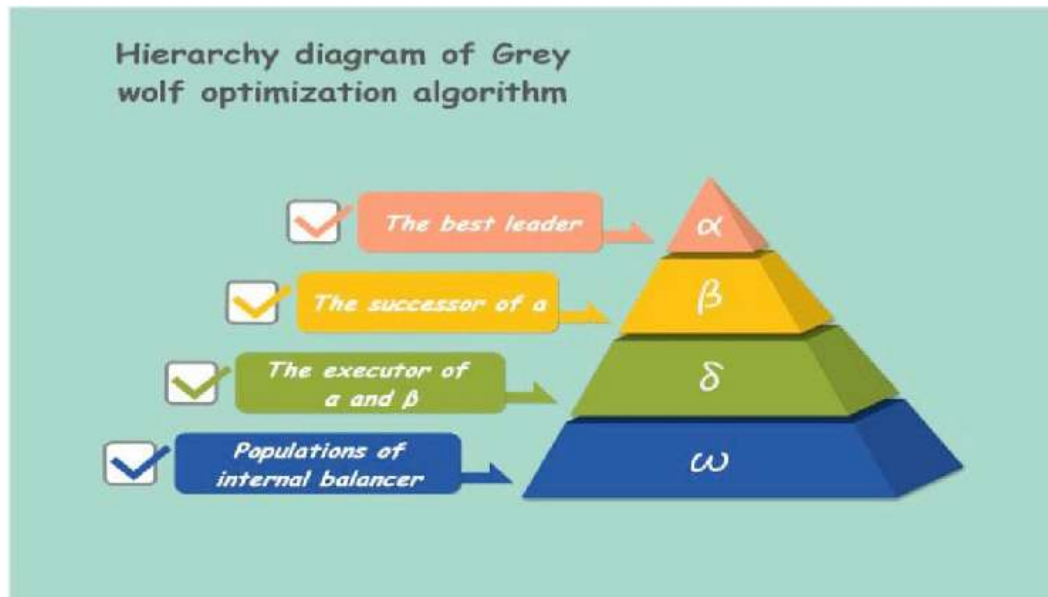 Hierarchy diagram of Grey
wolf optimization algorithm
The best leader
α
The successor of α
β
The executor of
α and β
δ
Populations of
internal balancer
ω